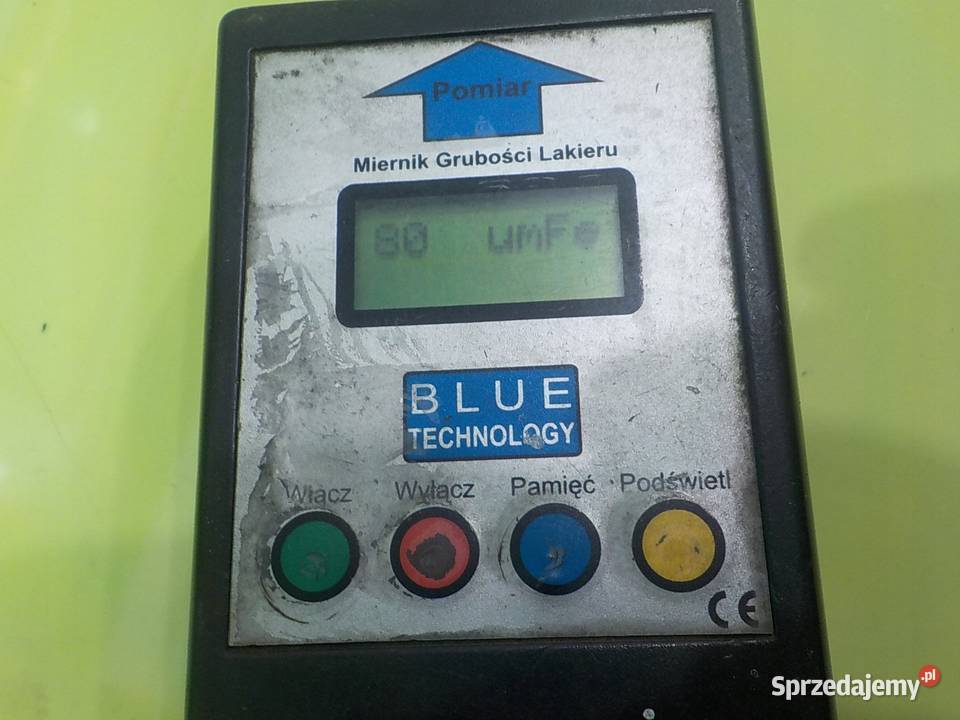 Pomiar
Miernik Grubości Lakieru
80 umFe
BLUE
TECHNOLOGY
Włącz Wyłącz Pamięć Podświetl
CE
Sprzedajemy.pl